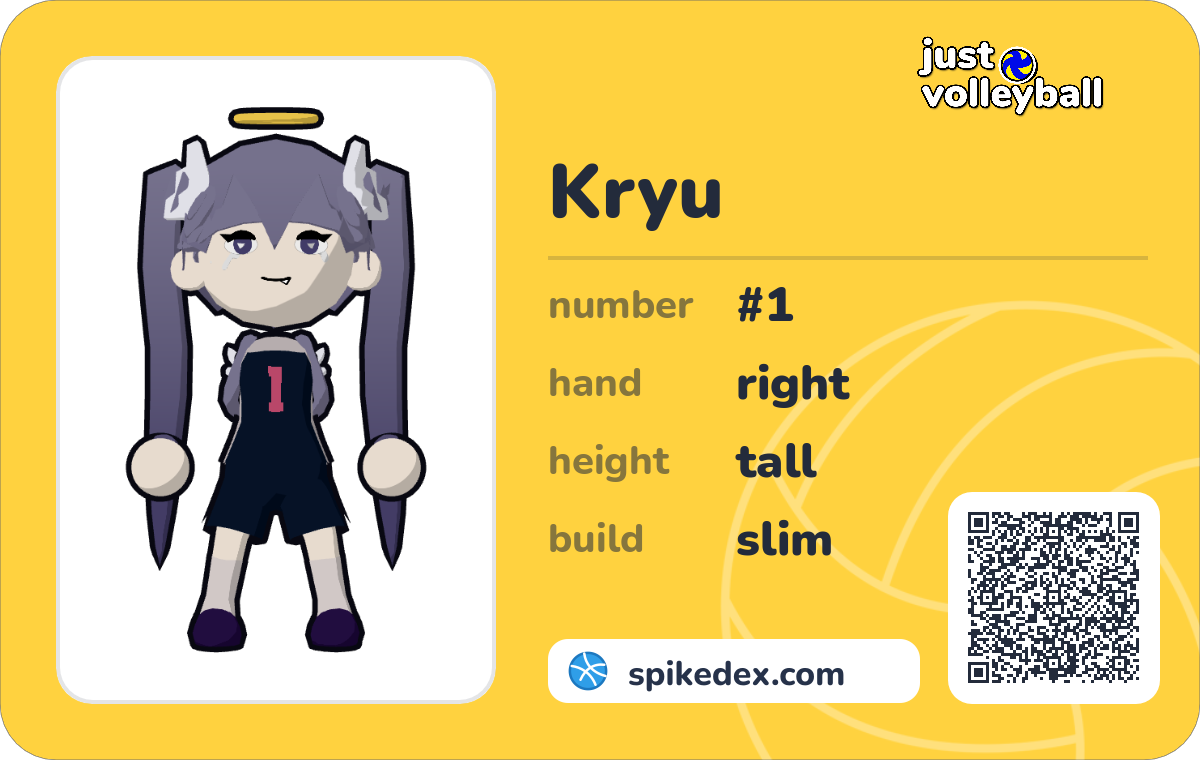 just
volleyball
Kryu
number #1
hand right
height tall
build slim
1
spikedex.com